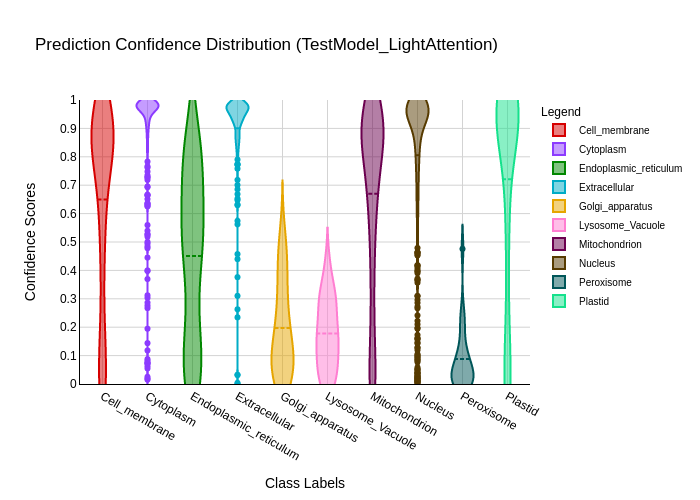 Prediction Confidence Distribution (TestModel_LightAttention)
Confidence Scores
1
0.9
0.8
0.7
0.6
0.5
0.4
0.3
0.2
0.1
0
Cell_membrane
Cytoplasm
Endoplasmic_reticulum
Extracellular
Golgi_apparatus
Lysosome_Vacuole
Mitochondrion
Nucleus
Peroxisome
Plastid
Class Labels
Legend
Cell_membrane
Cytoplasm
Endoplasmic_reticulum
Extracellular
Golgi_apparatus
Lysosome_Vacuole
Mitochondrion
Nucleus
Peroxisome
Plastid